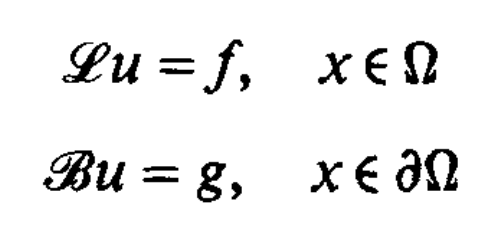 ℒu = f, x ∈ Ω
ℬu = g, x ∈ ∂Ω